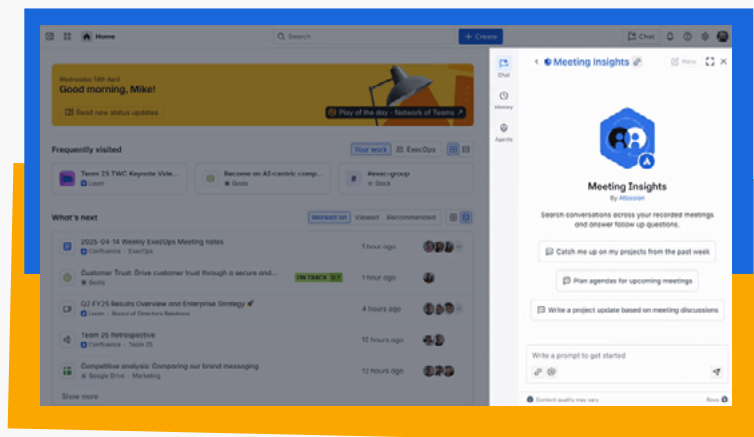 Home
Search
+ Create
Chat
Wednesday 16th April
Good morning, Mike!
Read new status updates
Play of the day - Network of Teams
Frequently visited
Your work
ExecOps
Team 25 TWC Keynote Vide...
Loom
Become an AI-centric comp...
Goals
#exec-group
Slack
What's next
Worked on
Viewed
Recommended
2025-04-14 Weekly ExecOps Meeting notes
Confluence - ExecOps
1 hour ago
Customer Trust: Drive customer trust through a secure and...
Goals
ON TRACK 0.7
1 hour ago
Q2 FY25 Results Overview and Enterprise Strategy 🚀
Loom - Board of Directors Relations
4 hours ago
Team 25 Retrospective
Confluence - Team 25
12 hours ago
Competitive analysis: Comparing our brand messaging
Google Drive - Marketing
12 hours ago
Show more
Chat
History
Agents
Meeting Insights
New
Meeting Insights
By Atlassian
Search conversations across your recorded meetings
and answer follow up questions.
Catch me up on my projects from the past week
Plan agendas for upcoming meetings
Write a project update based on meeting discussions
Write a prompt to get started
Content quality may vary
Rovo